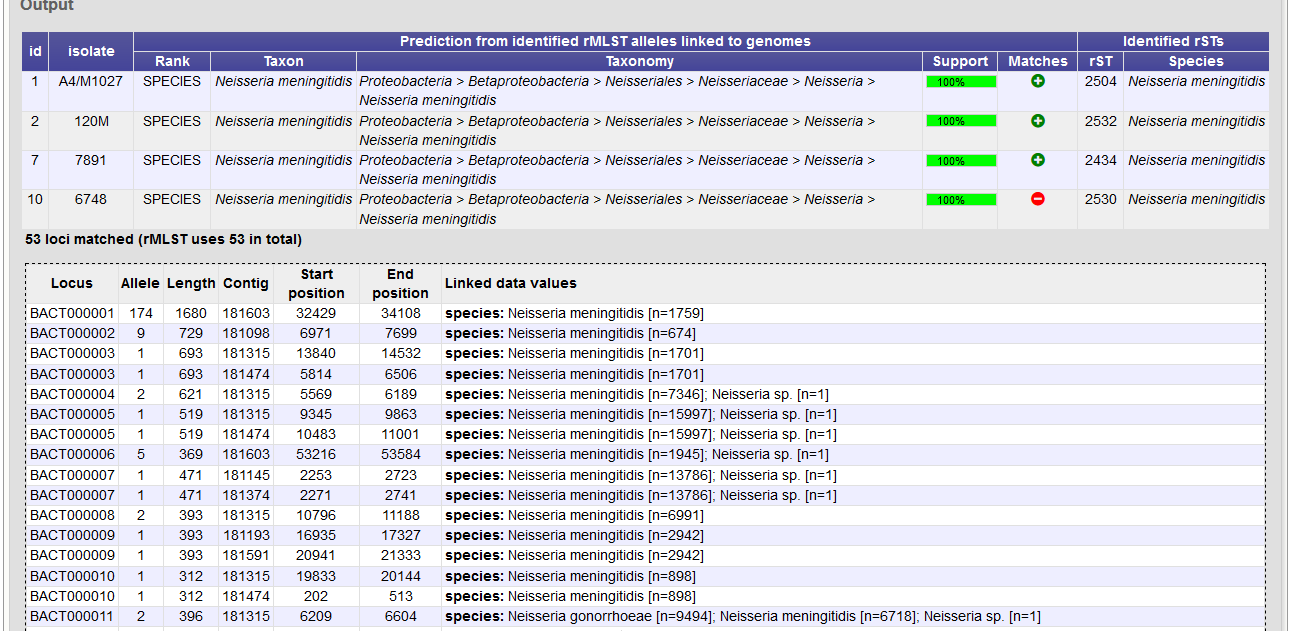 Output
id isolate Prediction from identified rMLST alleles linked to genomes Identified rSTs
Rank Taxon Taxonomy Support Matches rST Species
1 A4/M1027 SPECIES Neisseria meningitidis Proteobacteria > Betaproteobacteria > Neisseriales > Neisseriaceae > Neisseria > 100% 2504 Neisseria meningitidis
Neisseria meningitidis
2 120M SPECIES Neisseria meningitidis Proteobacteria > Betaproteobacteria > Neisseriales > Neisseriaceae > Neisseria > 100% 2532 Neisseria meningitidis
Neisseria meningitidis
7 7891 SPECIES Neisseria meningitidis Proteobacteria > Betaproteobacteria > Neisseriales > Neisseriaceae > Neisseria > 100% 2434 Neisseria meningitidis
Neisseria meningitidis
10 6748 SPECIES Neisseria meningitidis Proteobacteria > Betaproteobacteria > Neisseriales > Neisseriaceae > Neisseria > 100% 2530 Neisseria meningitidis
Neisseria meningitidis
53 loci matched (rMLST uses 53 in total)
Locus Allele Length Contig Start position End position Linked data values
BACT000001 174 1680 181603 32429 34108 species: Neisseria meningitidis [n=1759]
BACT000002 9 729 181098 6971 7699 species: Neisseria meningitidis [n=674]
BACT000003 1 693 181315 13840 14532 species: Neisseria meningitidis [n=1701]
BACT000003 1 693 181474 5814 6506 species: Neisseria meningitidis [n=1701]
BACT000004 2 621 181315 5569 6189 species: Neisseria meningitidis [n=7346]; Neisseria sp. [n=1]
BACT000005 1 519 181315 9345 9863 species: Neisseria meningitidis [n=15997]; Neisseria sp. [n=1]
BACT000005 1 519 181474 10483 11001 species: Neisseria meningitidis [n=15997]; Neisseria sp. [n=1]
BACT000006 5 369 181603 53216 53584 species: Neisseria meningitidis [n=1945]; Neisseria sp. [n=1]
BACT000007 1 471 181145 2253 2723 species: Neisseria meningitidis [n=13786]; Neisseria sp. [n=1]
BACT000007 1 471 181374 2271 2741 species: Neisseria meningitidis [n=13786]; Neisseria sp. [n=1]
BACT000008 2 393 181315 10796 11188 species: Neisseria meningitidis [n=6991]
BACT000009 1 393 181193 16935 17327 species: Neisseria meningitidis [n=2942]
BACT000009 1 393 181591 20941 21333 species: Neisseria meningitidis [n=2942]
BACT000010 1 312 181315 19833 20144 species: Neisseria meningitidis [n=898]
BACT000010 1 312 181474 202 513 species: Neisseria meningitidis [n=898]
BACT000011 2 396 181315 6209 6604 species: Neisseria gonorrhoeae [n=9494]; Neisseria meningitidis [n=6718]; Neisseria sp. [n=1]